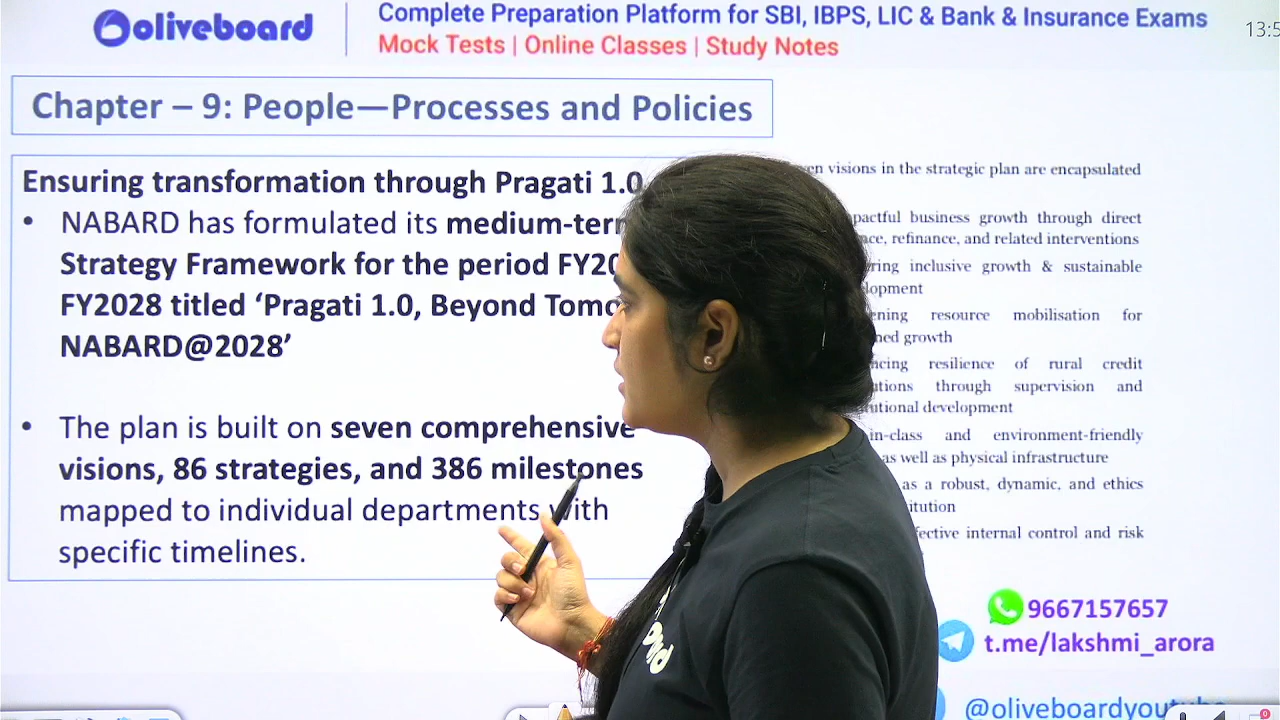 oliveboard
Complete Preparation Platform for SBI, IBPS, LIC & Bank & Insurance Exams
Mock Tests | Online Classes | Study Notes
13:5
Chapter – 9: People—Processes and Policies
Ensuring transformation through Pragati 1.0
• NABARD has formulated its medium-term
Strategy Framework for the period
FY2028 titled ‘Pragati 1.0, Beyond
NABARD@2028’
• The plan is built on seven comprehensive
visions, 86 strategies, and 386 milestones
mapped to individual departments with
specific timelines.
visions in the strategic plan are encapsulated
business growth through direct
refinance, and related interventions
inclusive growth & sustainable
resource mobilisation for
growth
resilience of rural credit
through supervision and
development
in-class and environment-friendly
as well as physical infrastructure
as a robust, dynamic, and ethics
internal control and risk
9667157657
t.me/lakshmi_arora
@oliveboardyoutube